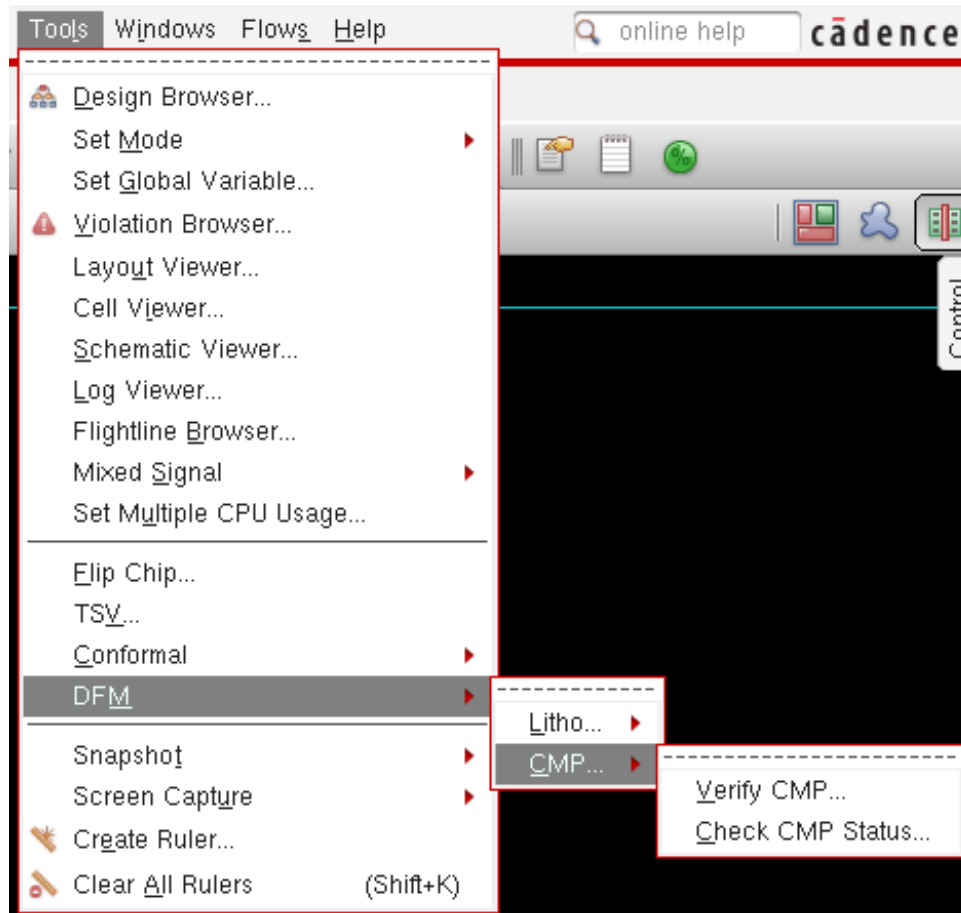 Tools Windows Flows Help online help cādence
Design Browser...
Set Mode
Set Global Variable...
Violation Browser...
Layout Viewer...
Control
Cell Viewer...
Schematic Viewer...
Log Viewer...
Flightline Browser...
Mixed Signal
Set Multiple CPU Usage...
Flip Chip...
TSV...
Conformal
DFM
Litho...
Snapshot
CMP...
Verify CMP...
Screen Capture
Check CMP Status...
Create Ruler...
Clear All Rulers (Shift+K)